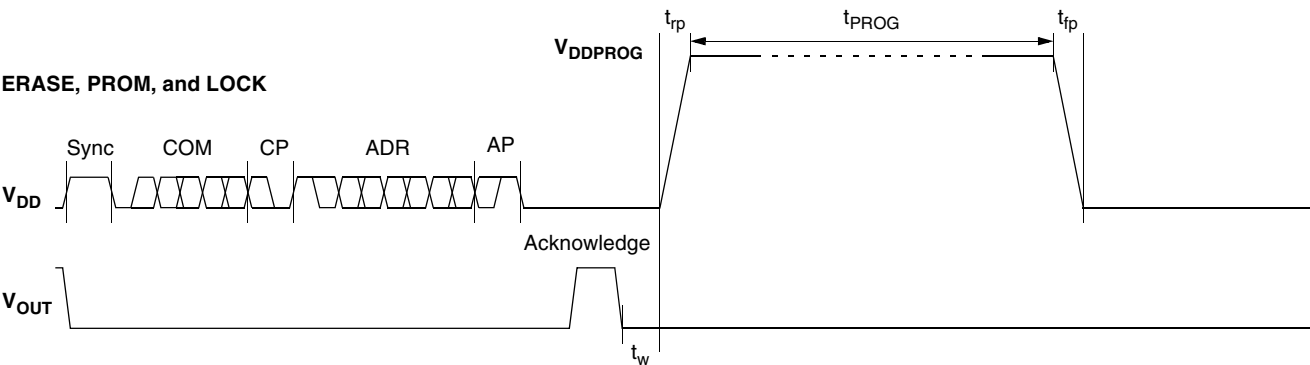 t_rp t_PROG t_fp
V_DDPROG
ERASE, PROM, and LOCK
Sync COM CP ADR AP
V_DD
Acknowledge
V_OUT
t_w